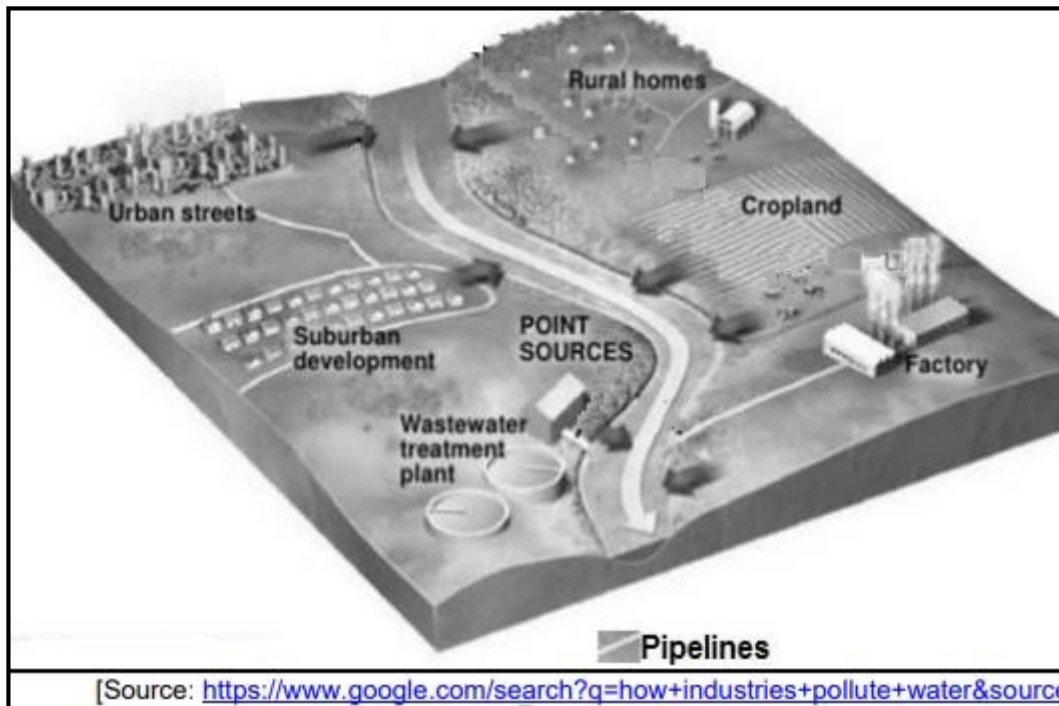 Rural homes
Urban streets
Cropland
Suburban
development
POINT
SOURCES
Factory
Wastewater
treatment
plant
Pipelines
[Source: https://www.google.com/search?q=how+industries+pollute+water&source